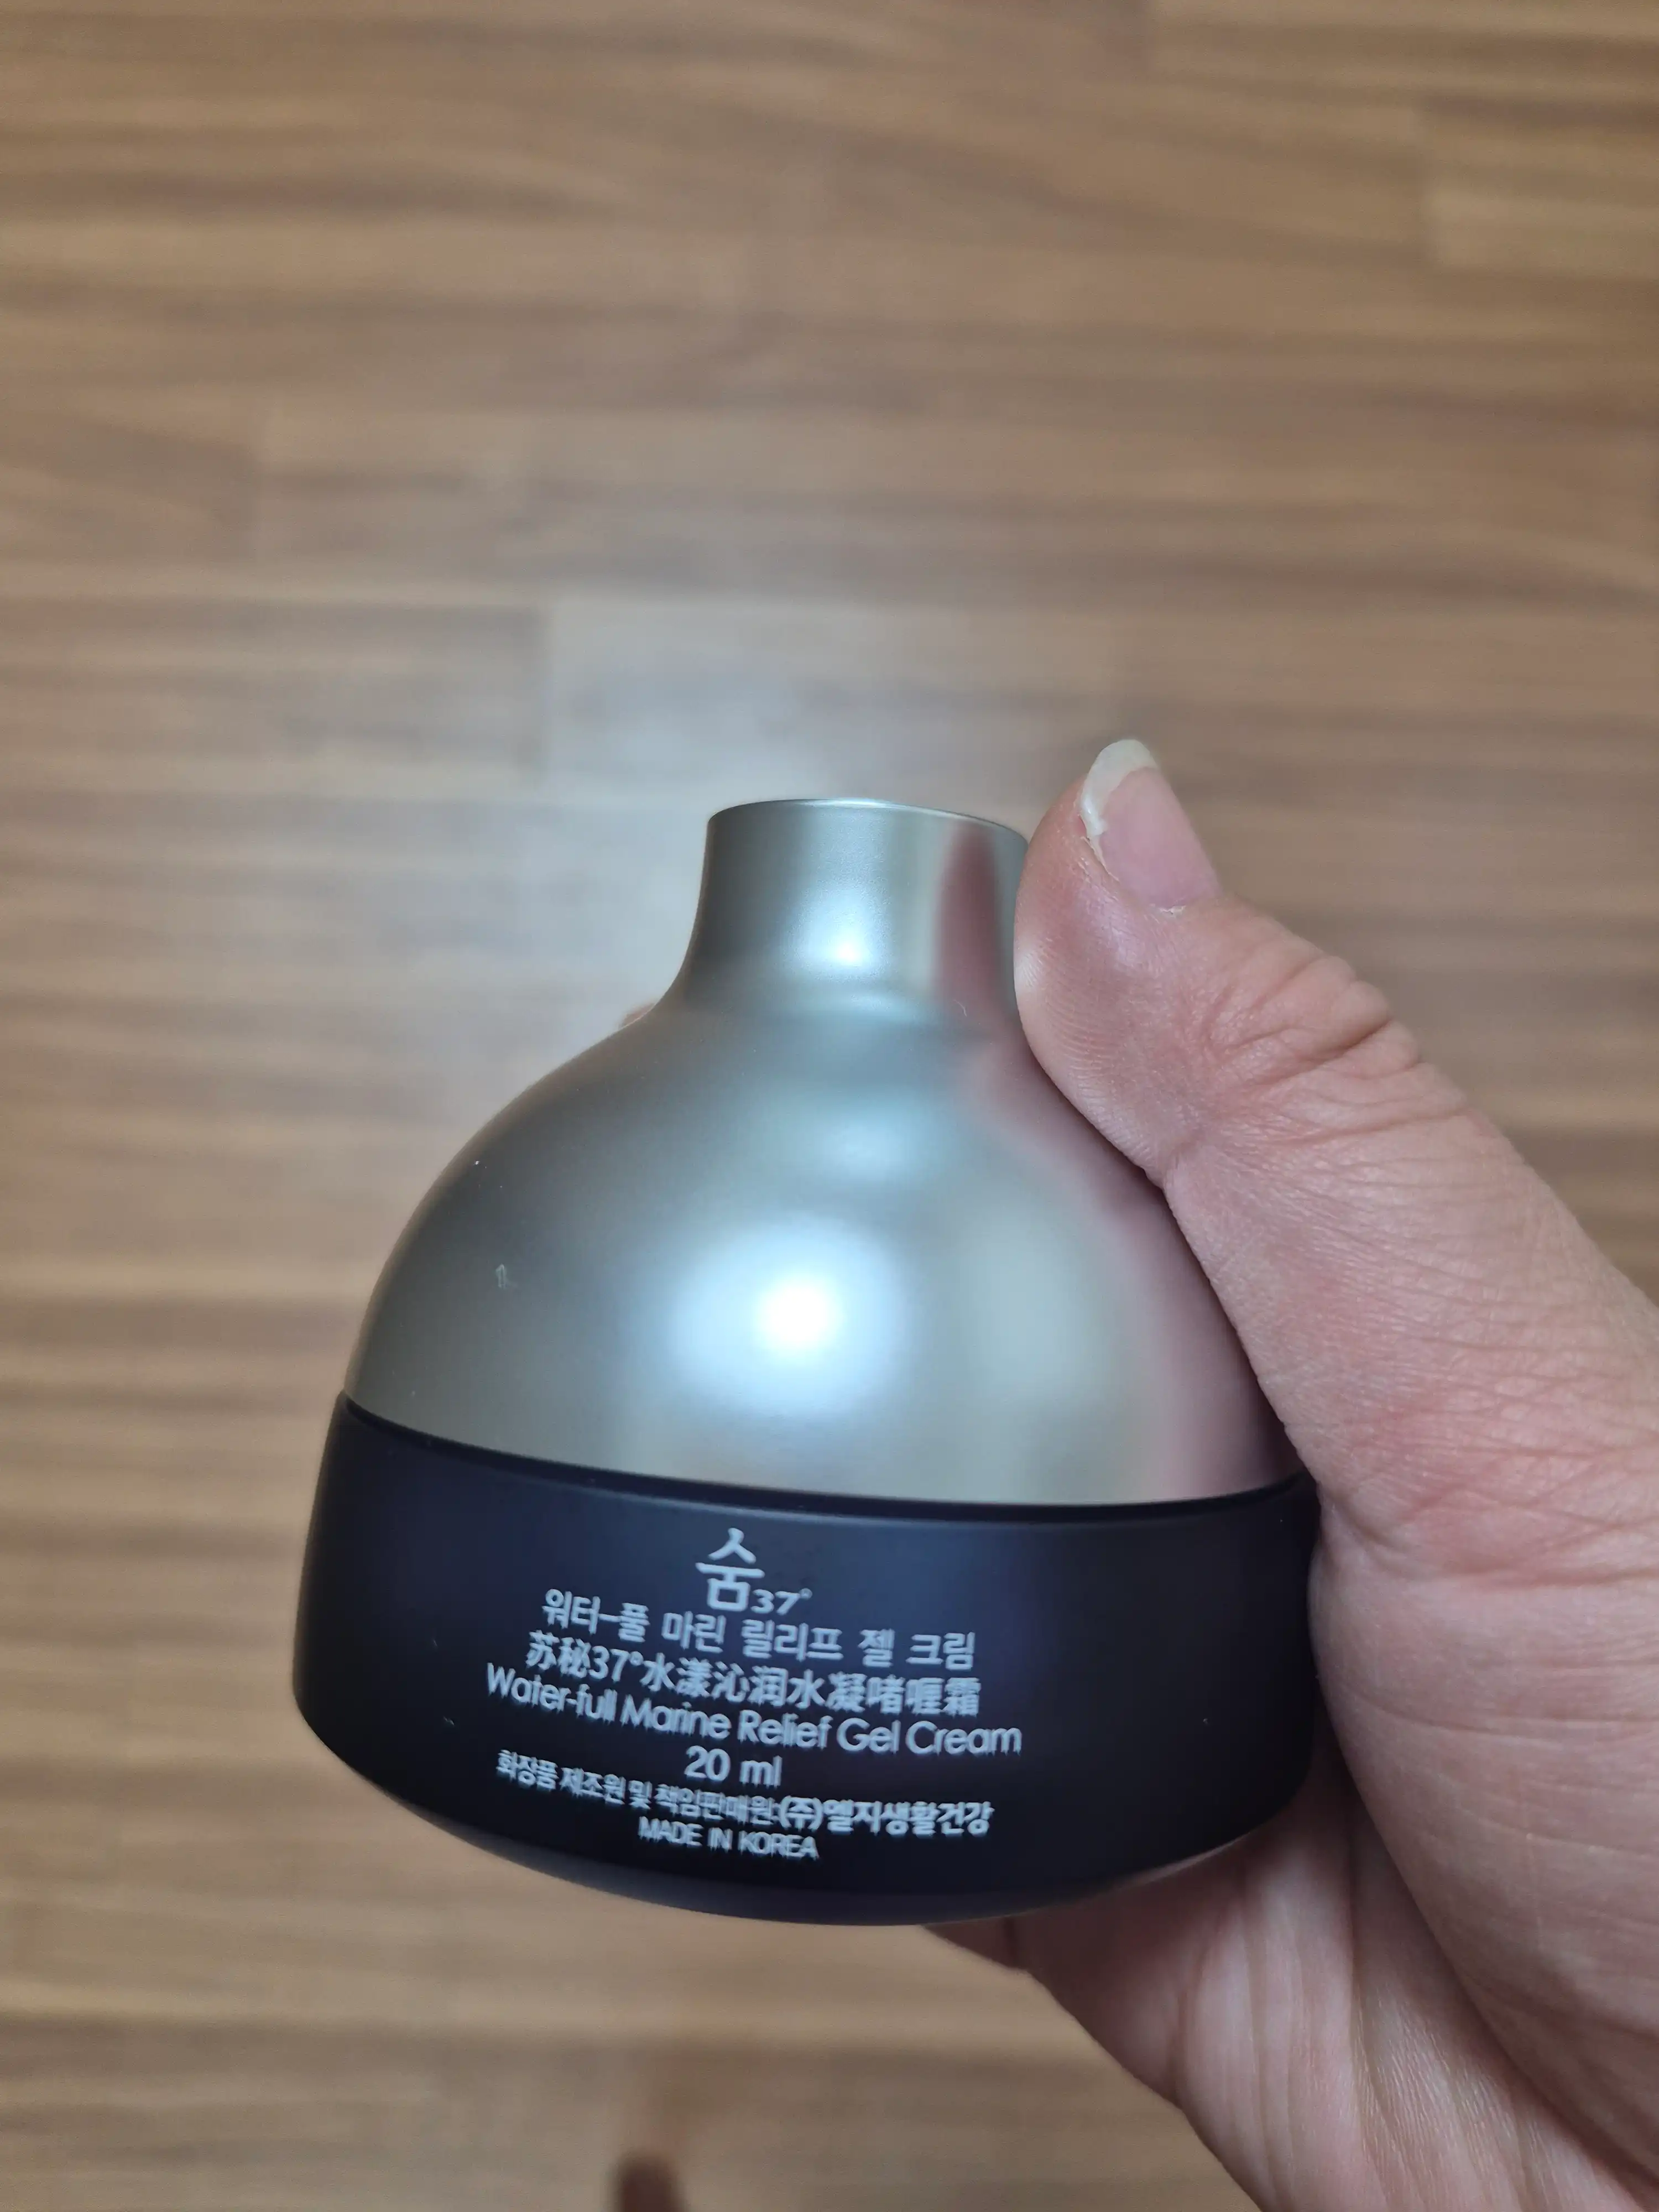 숨37°
워터-풀 마린 릴리프 젤 크림
苏秘37°水漾沁润水凝啫喱霜
Water-full Marine Relief Gel Cream
20 ml
화장품 제조원 및 책임판매원:(주)엘지생활건강
MADE IN KOREA